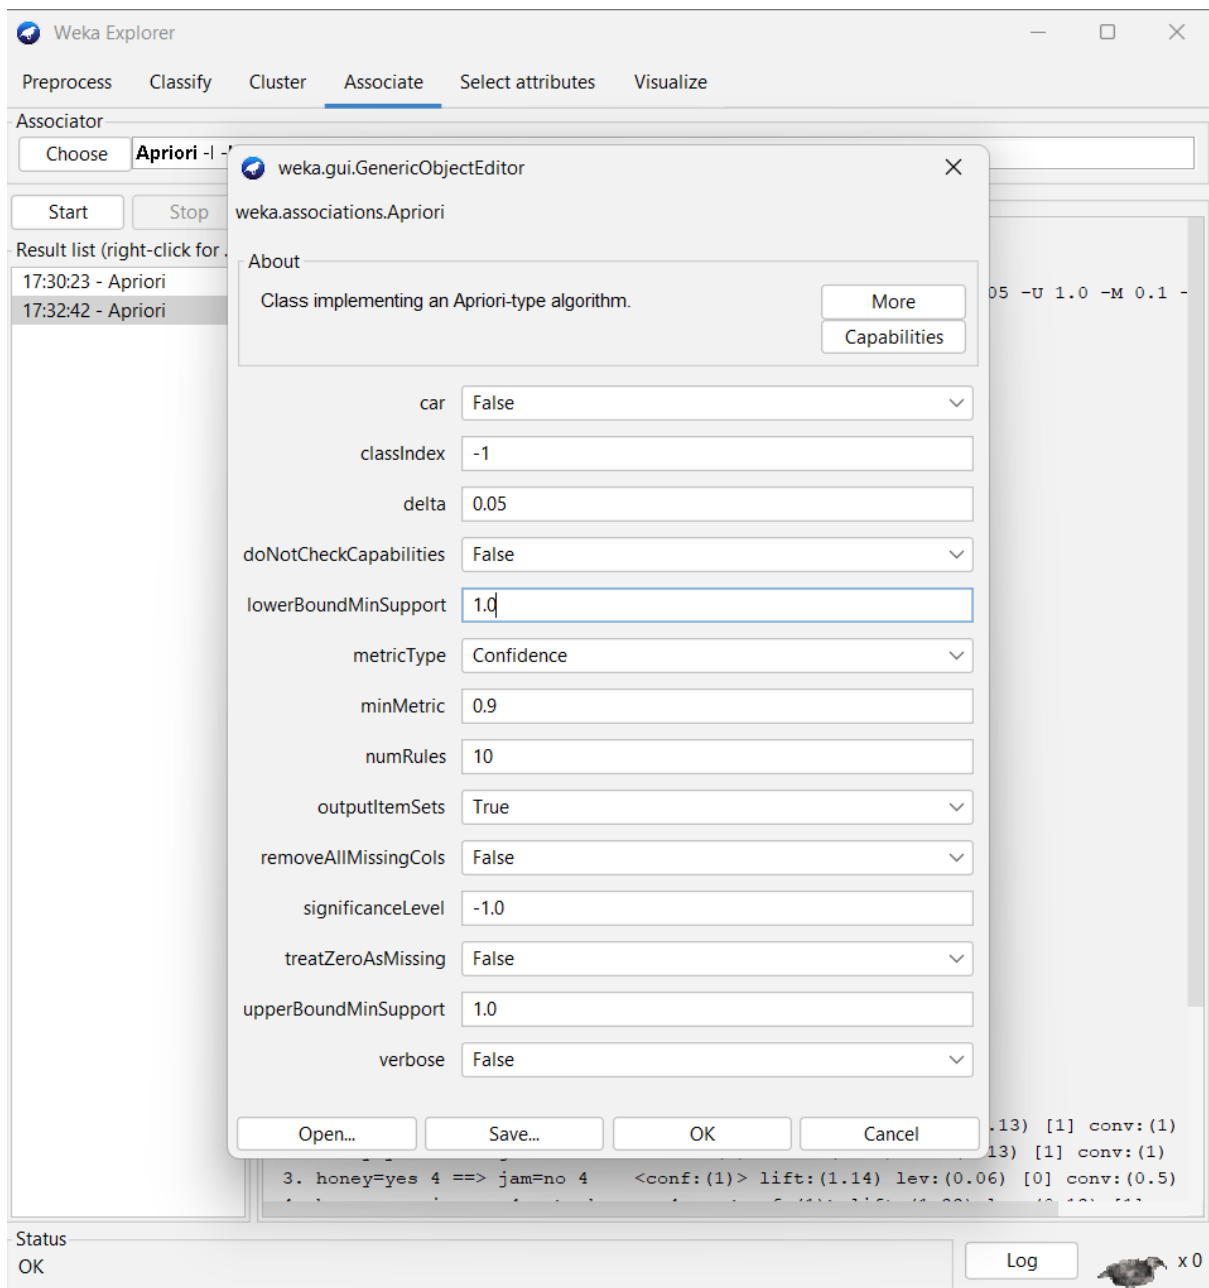 Weka Explorer
Preprocess Classify Cluster Associate Select attributes Visualize
Associator
Choose Apriori -I -
weka.gui.GenericObjectEditor
Start Stop
weka.associations.Apriori
Result list (right-click for .
About
17:30:23 - Apriori
17:32:42 - Apriori
Class implementing an Apriori-type algorithm.
More
05 -U 1.0 -M 0.1 -
Capabilities
car False
classIndex -1
delta 0.05
doNotCheckCapabilities False
lowerBoundMinSupport 1.0
metricType Confidence
minMetric 0.9
numRules 10
outputItemSets True
removeAllMissingCols False
significanceLevel -1.0
treatZeroAsMissing False
upperBoundMinSupport 1.0
verbose False
Open... Save... OK Cancel
.13) [1] conv:(1)
13) [1] conv:(1)
3. honey=yes 4 ==> jam=no 4 <conf:(1)> lift:(1.14) lev:(0.06) [0] conv:(0.5)
Status
OK
Log
x 0